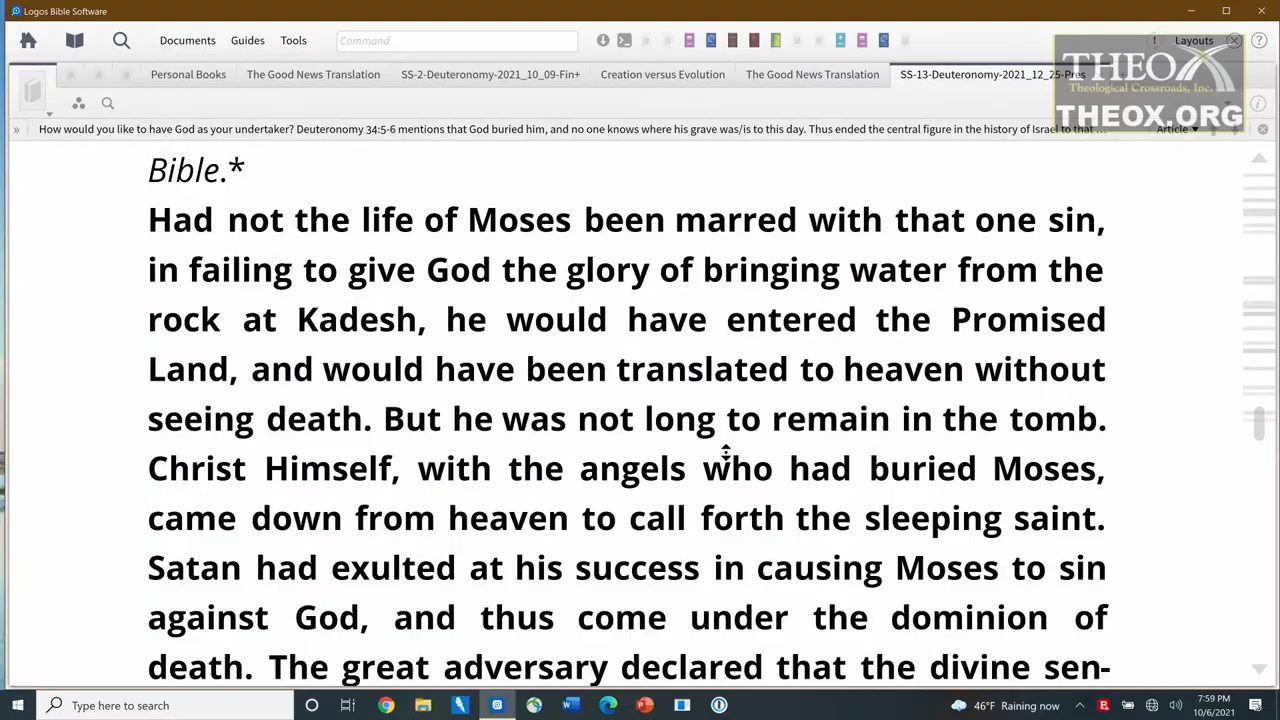 Logos Bible Software
Documents Guides Tools Command Layouts
Personal Books The Good News Translation SS-2-Deuteronomy-2021_10_09-Fin+ Creation versus Evolution The Good News Translation SS-13-Deuteronomy-2021_12_25-Pres
THEOX
Theological Crossroads, Inc.
THEOX.ORG
» How would you like to have God as your undertaker? Deuteronomy 34:5-6 mentions that God buried him, and no one knows where his grave was/is to this day. Thus ended the central figure in the history of Israel to that ... Article
Bible.*
Had not the life of Moses been marred with that one sin,
in failing to give God the glory of bringing water from the
rock at Kadesh, he would have entered the Promised
Land, and would have been translated to heaven without
seeing death. But he was not long to remain in the tomb.
Christ Himself, with the angels who had buried Moses,
came down from heaven to call forth the sleeping saint.
Satan had exulted at his success in causing Moses to sin
against God, and thus come under the dominion of
death. The great adversary declared that the divine sen-
Type here to search 46°F Raining now 7:59 PM
10/6/2021